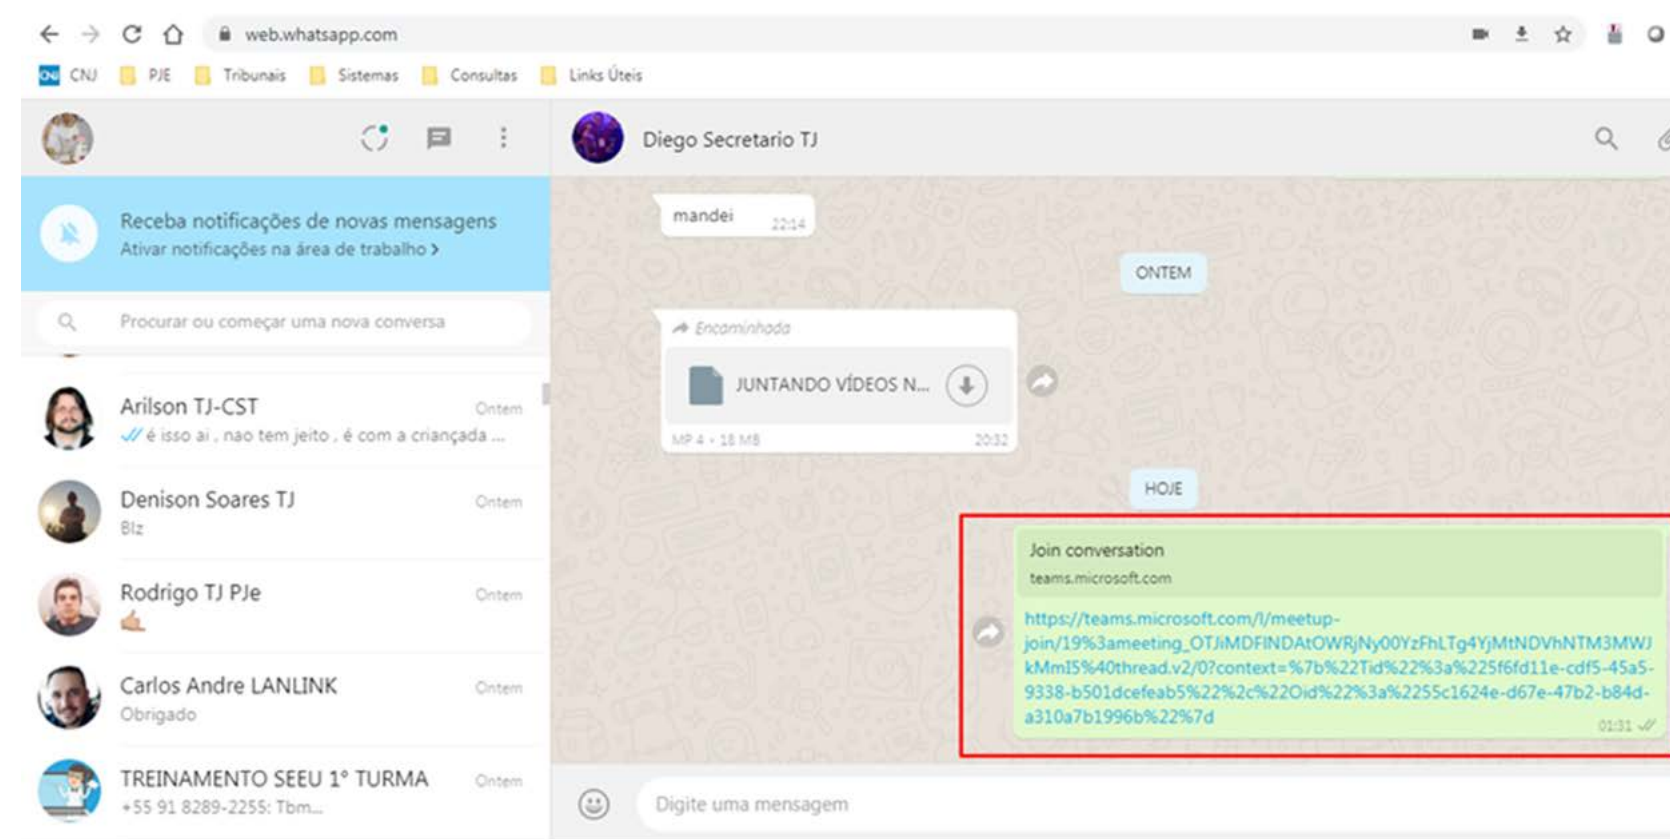 web.whatsapp.com
CNJ CNJ PJE Tribunais Sistemas Consultas Links Úteis
Diego Secretario TJ
Receba notificações de novas mensagens
Ativar notificações na área de trabalho >
Procurar ou começar uma nova conversa
Arilson TJ-CST Ontem
é isso ai , nao tem jeito , é com a criançada ...
Denison Soares TJ Ontem
Blz
Rodrigo TJ PJe Ontem
Carlos Andre LANLINK Ontem
Obrigado
TREINAMENTO SEEU 1° TURMA Ontem
+55 91 8289-2255: Tbm...
mandei 22:14
ONTEM
Encaminhada
JUNTANDO VÍDEOS N...
MP 4 • 18 MB 20:32
HOJE
Join conversation
teams.microsoft.com
https://teams.microsoft.com/l/meetup-
join/19%3ameeting_OTJiMDFlNDAtOWRjNy00YzFhLTg4YjMtNDVhNTM3MWJ
kMmI5%40thread.v2/0?context=%7b%22Tid%22%3a%225f6fd11e-cdf5-45a5-
9338-b501dcefeab5%22%2c%22Oid%22%3a%2255c1624e-d67e-47b2-b84d-
a310a7b1996b%22%7d
01:31
Digite uma mensagem